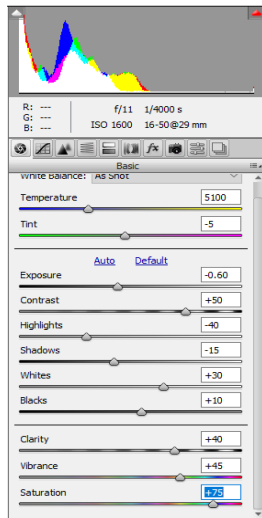 R: ---
G: ---
B: ---
f/11 1/4000 s
ISO 1600 16-50@29 mm
fx
Basic
White Balance: As Shot
Temperature 5100
Tint -5
Auto Default
Exposure -0.60
Contrast +50
Highlights -40
Shadows -15
Whites +30
Blacks +10
Clarity +40
Vibrance +45
Saturation +75